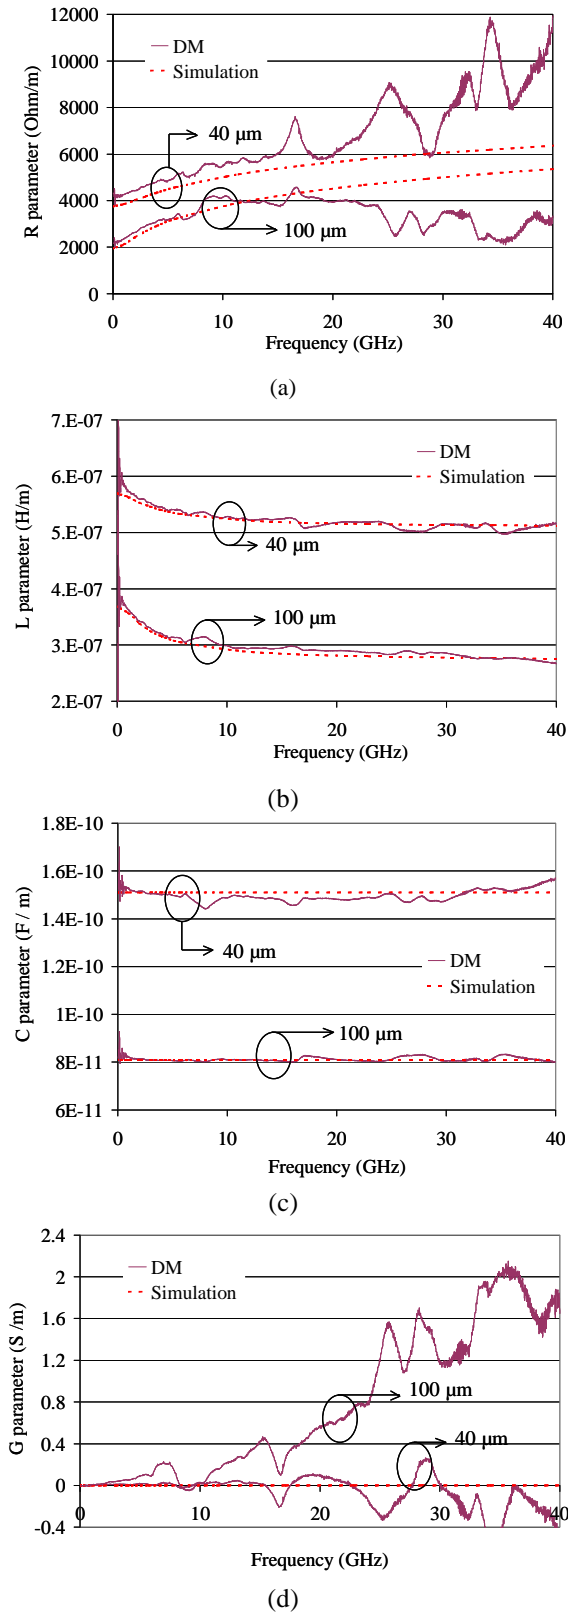 12000
10000
8000
6000
4000
2000
0
R parameter (Ohm/m)
DM
Simulation
40 µm
100 µm
0
10
20
30
40
Frequency (GHz)
(a)
7.E-07
6.E-07
5.E-07
4.E-07
3.E-07
2.E-07
L parameter (H/m)
DM
Simulation
40 µm
100 µm
0
10
20
30
40
Frequency (GHz)
(b)
1.8E-10
1.6E-10
1.4E-10
1.2E-10
1E-10
8E-11
6E-11
C parameter (F / m)
40 µm
DM
Simulation
100 µm
0
10
20
30
40
Frequency (GHz)
(c)
2.4
2
1.6
1.2
0.8
0.4
0
-0.4
G parameter (S /m)
DM
Simulation
100 µm
40 µm
0
10
20
30
40
Frequency (GHz)
(d)